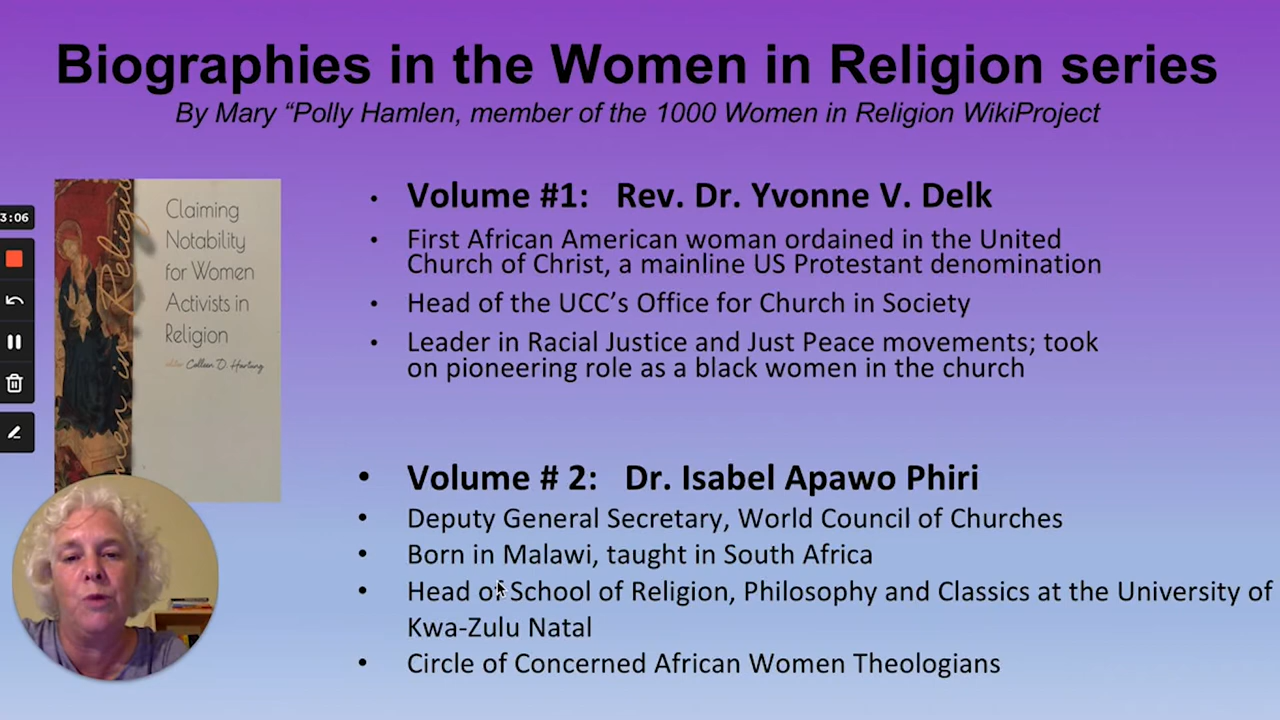 Biographies in the Women in Religion series
By Mary “Polly Hamlen, member of the 1000 Women in Religion WikiProject
3:06
Women in Religion
Claiming
Notability
for Women
Activists in
Religion
editor Colleen D. Hartung
• Volume #1: Rev. Dr. Yvonne V. Delk
• First African American woman ordained in the United
Church of Christ, a mainline US Protestant denomination
• Head of the UCC’s Office for Church in Society
• Leader in Racial Justice and Just Peace movements; took
on pioneering role as a black women in the church
• Volume # 2: Dr. Isabel Apawo Phiri
• Deputy General Secretary, World Council of Churches
• Born in Malawi, taught in South Africa
• Head of School of Religion, Philosophy and Classics at the University of
Kwa-Zulu Natal
• Circle of Concerned African Women Theologians